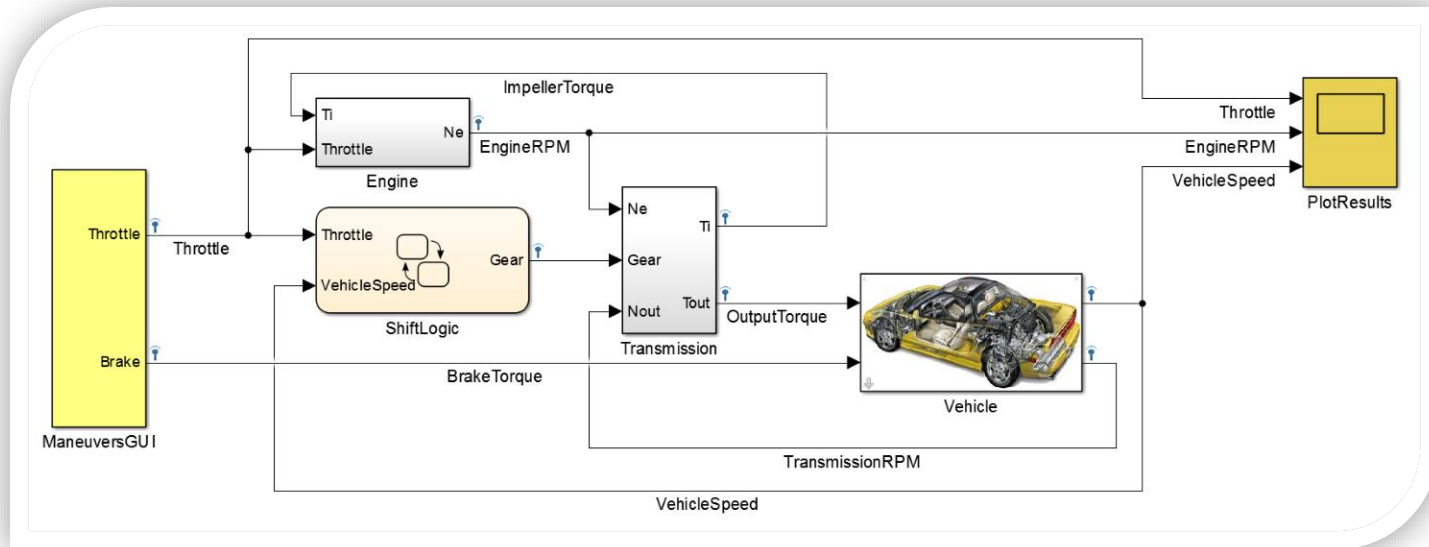 ImpellerTorque
Ti
Throttle
Ne
EngineRPM
Engine
Throttle
EngineRPM
VehicleSpeed
PlotResults
Throttle
Brake
Throttle
ManeuversGUI
Throttle
VehicleSpeed
Gear
ShiftLogic
Ne
Gear
Nout
Ti
Tout
Transmission
OutputTorque
BrakeTorque
Vehicle
TransmissionRPM
VehicleSpeed